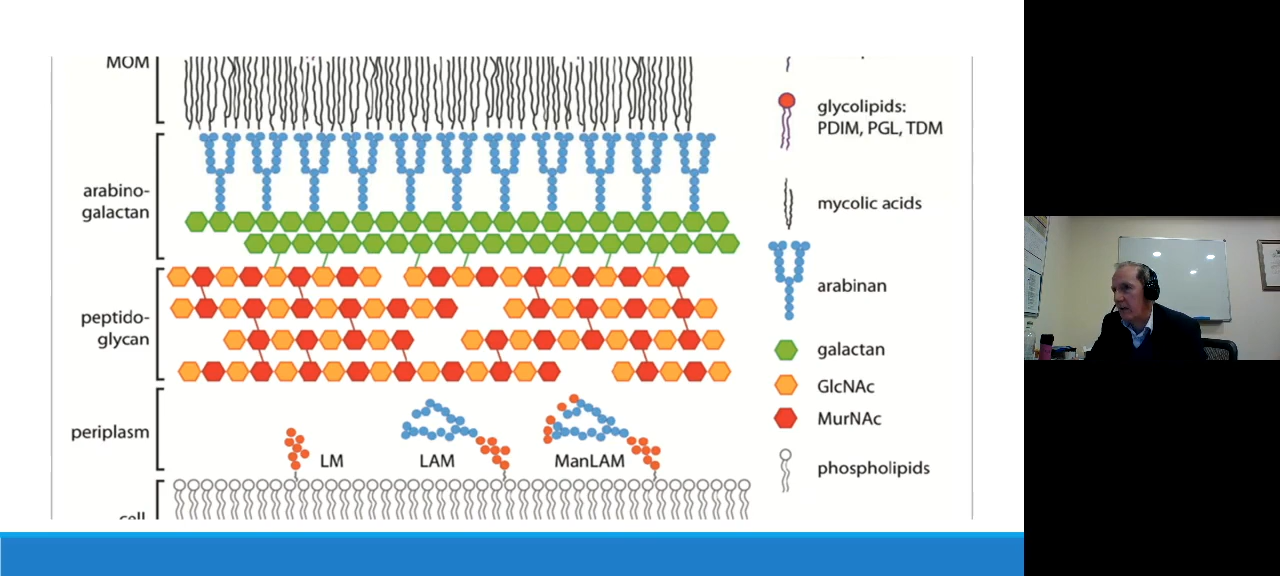 MOM
arabino-
galactan
peptido-
glycan
periplasm
LM
LAM
ManLAM
cell
glycolipids:
PDIM, PGL, TDM
mycolic acids
arabinan
galactan
GlcNAc
MurNAc
phospholipids